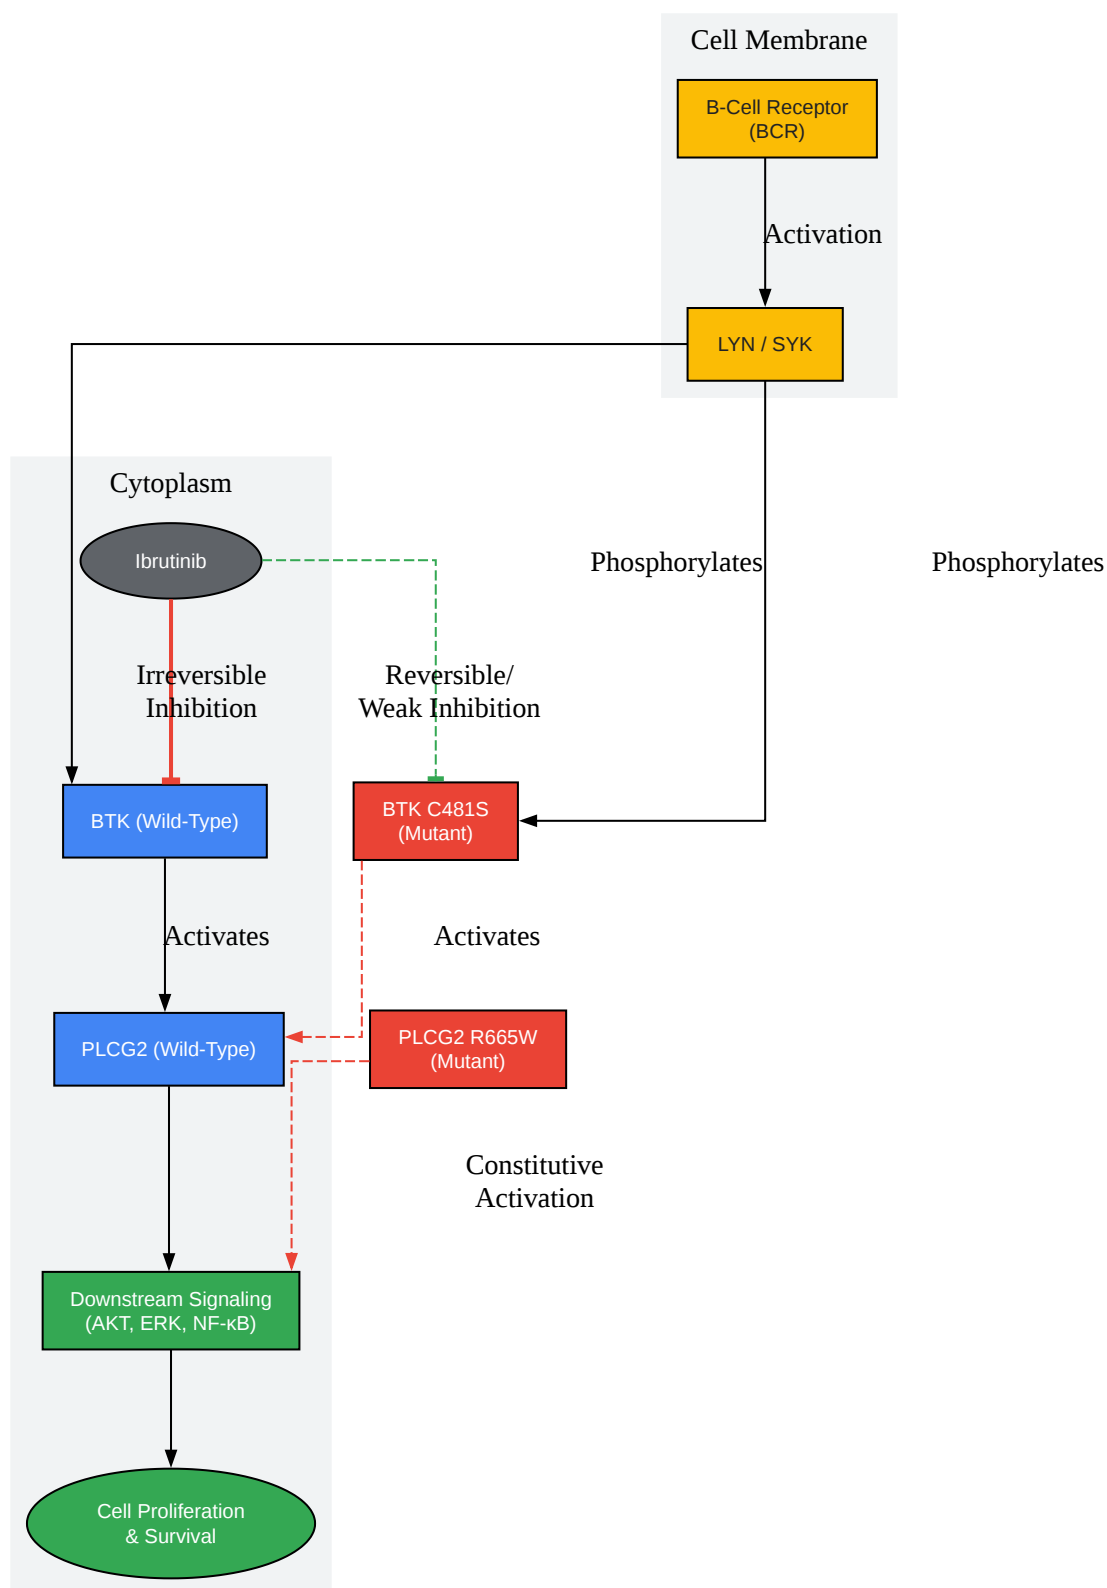 Cell Membrane
B-Cell Receptor
(BCR)
Activation
LYN / SYK
Cytoplasm
Ibrutinib
Phosphorylates
Phosphorylates
Irreversible
Inhibition
Reversible/
Weak Inhibition
BTK (Wild-Type)
BTK C481S
(Mutant)
Activates
Activates
PLCG2 (Wild-Type)
PLCG2 R665W
(Mutant)
Constitutive
Activation
Downstream Signaling
(AKT, ERK, NF-κB)
Cell Proliferation
& Survival